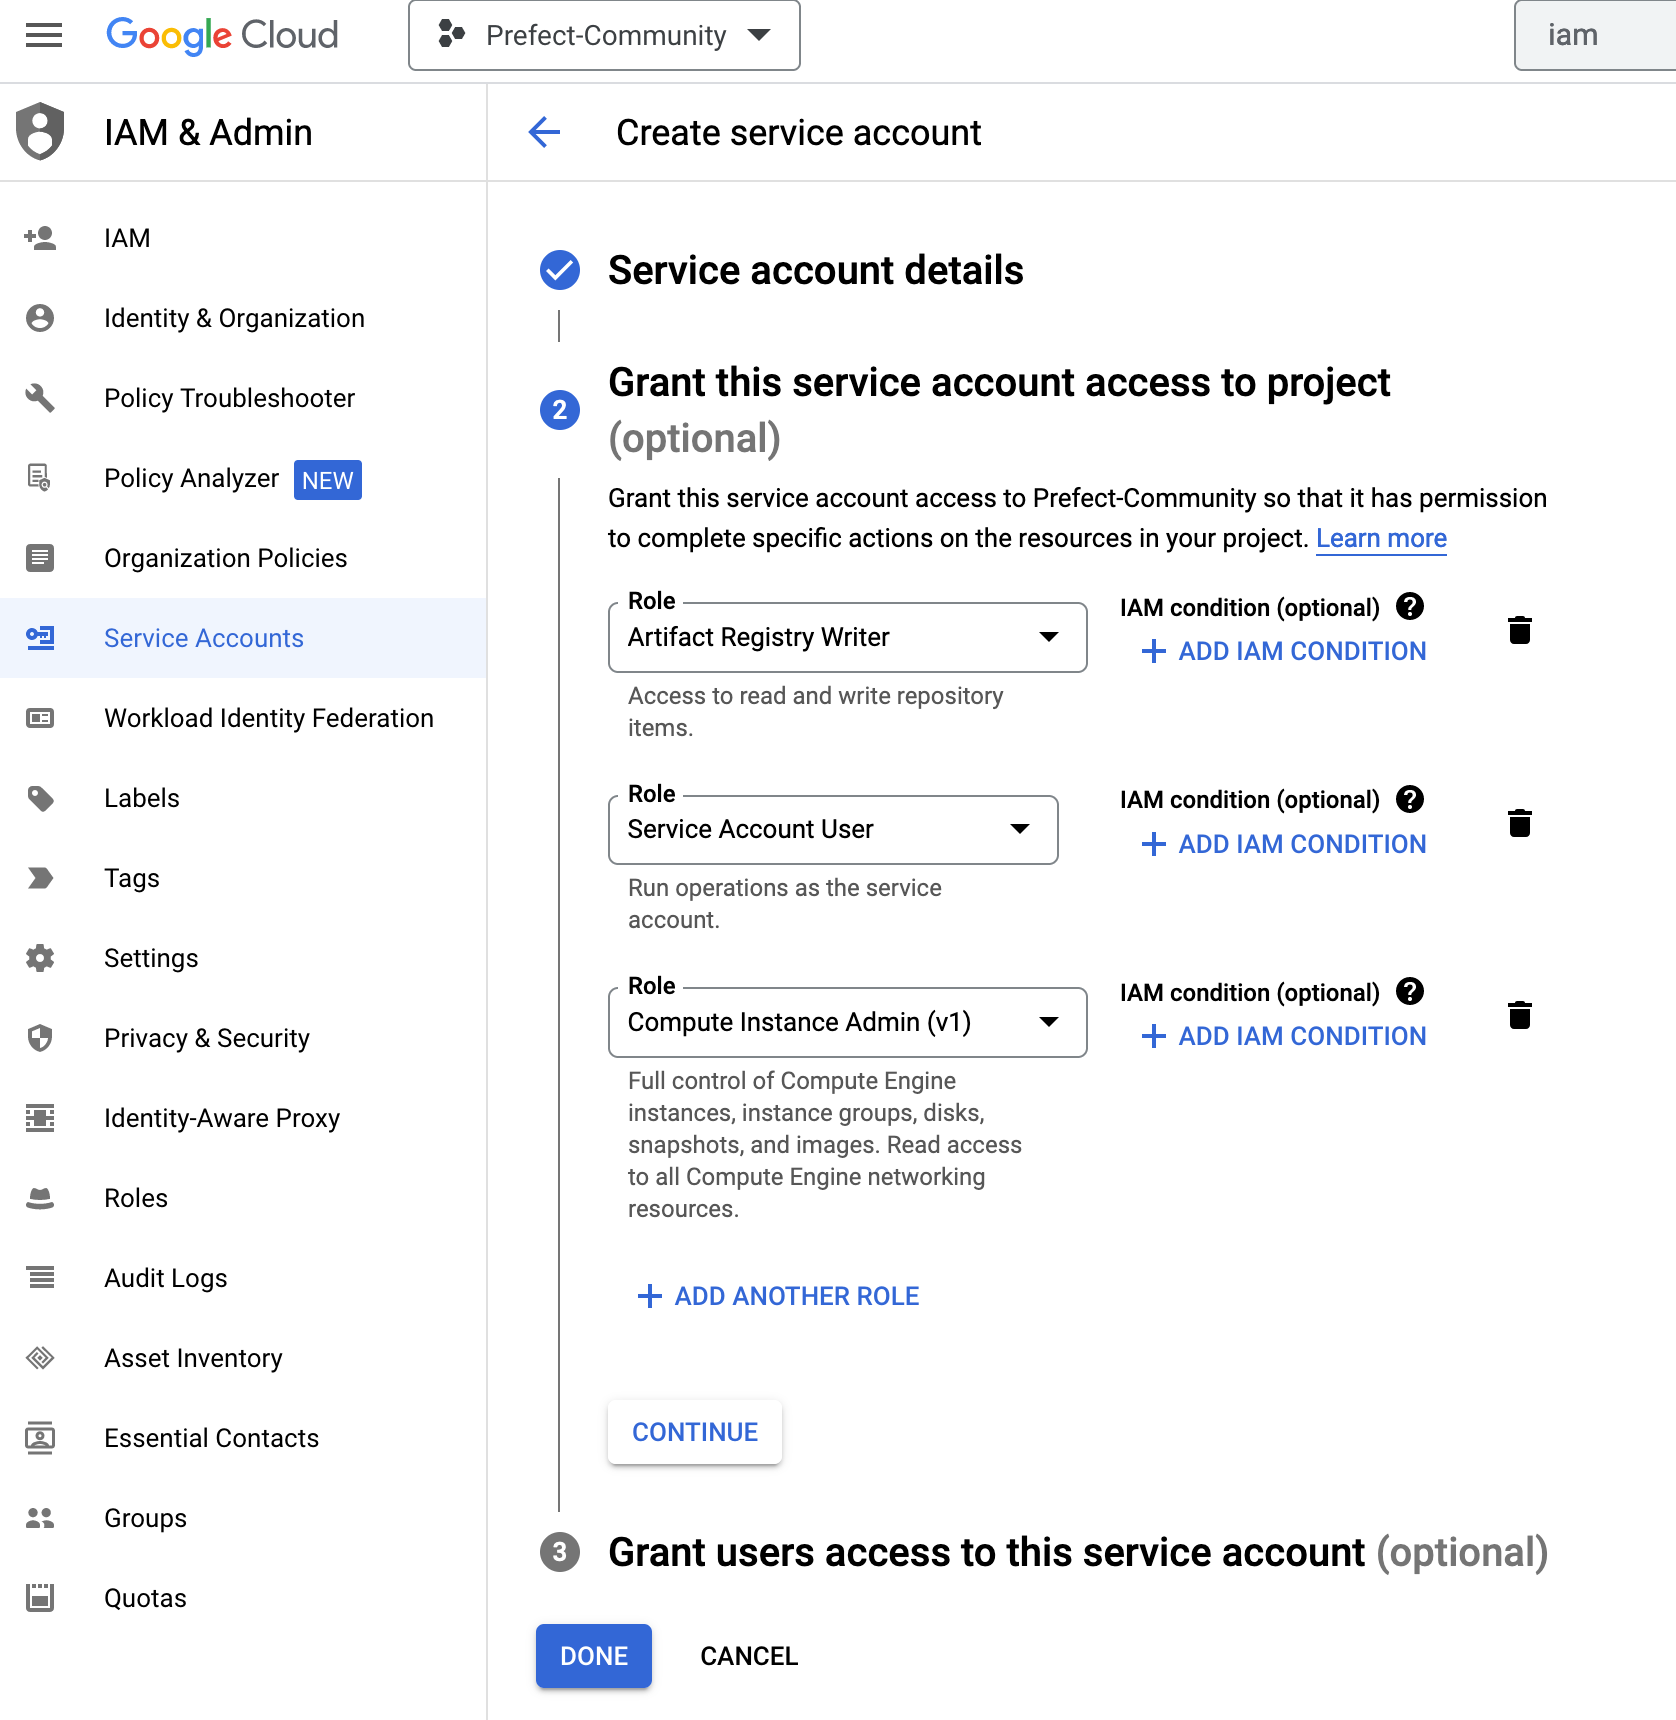 Google Cloud
Prefect-Community
iam
IAM & Admin
Create service account
IAM
Identity & Organization
Policy Troubleshooter
Policy Analyzer NEW
Organization Policies
Service Accounts
Workload Identity Federation
Labels
Tags
Settings
Privacy & Security
Identity-Aware Proxy
Roles
Audit Logs
Asset Inventory
Essential Contacts
Groups
Quotas
Service account details
2
Grant this service account access to project
(optional)
Grant this service account access to Prefect-Community so that it has permission
to complete specific actions on the resources in your project. Learn more
Role
Artifact Registry Writer
Access to read and write repository
items.
IAM condition (optional) ?
+ ADD IAM CONDITION
Role
Service Account User
Run operations as the service
account.
IAM condition (optional) ?
+ ADD IAM CONDITION
Role
Compute Instance Admin (v1)
Full control of Compute Engine
instances, instance groups, disks,
snapshots, and images. Read access
to all Compute Engine networking
resources.
IAM condition (optional) ?
+ ADD IAM CONDITION
+ ADD ANOTHER ROLE
CONTINUE
3 Grant users access to this service account (optional)
DONE CANCEL